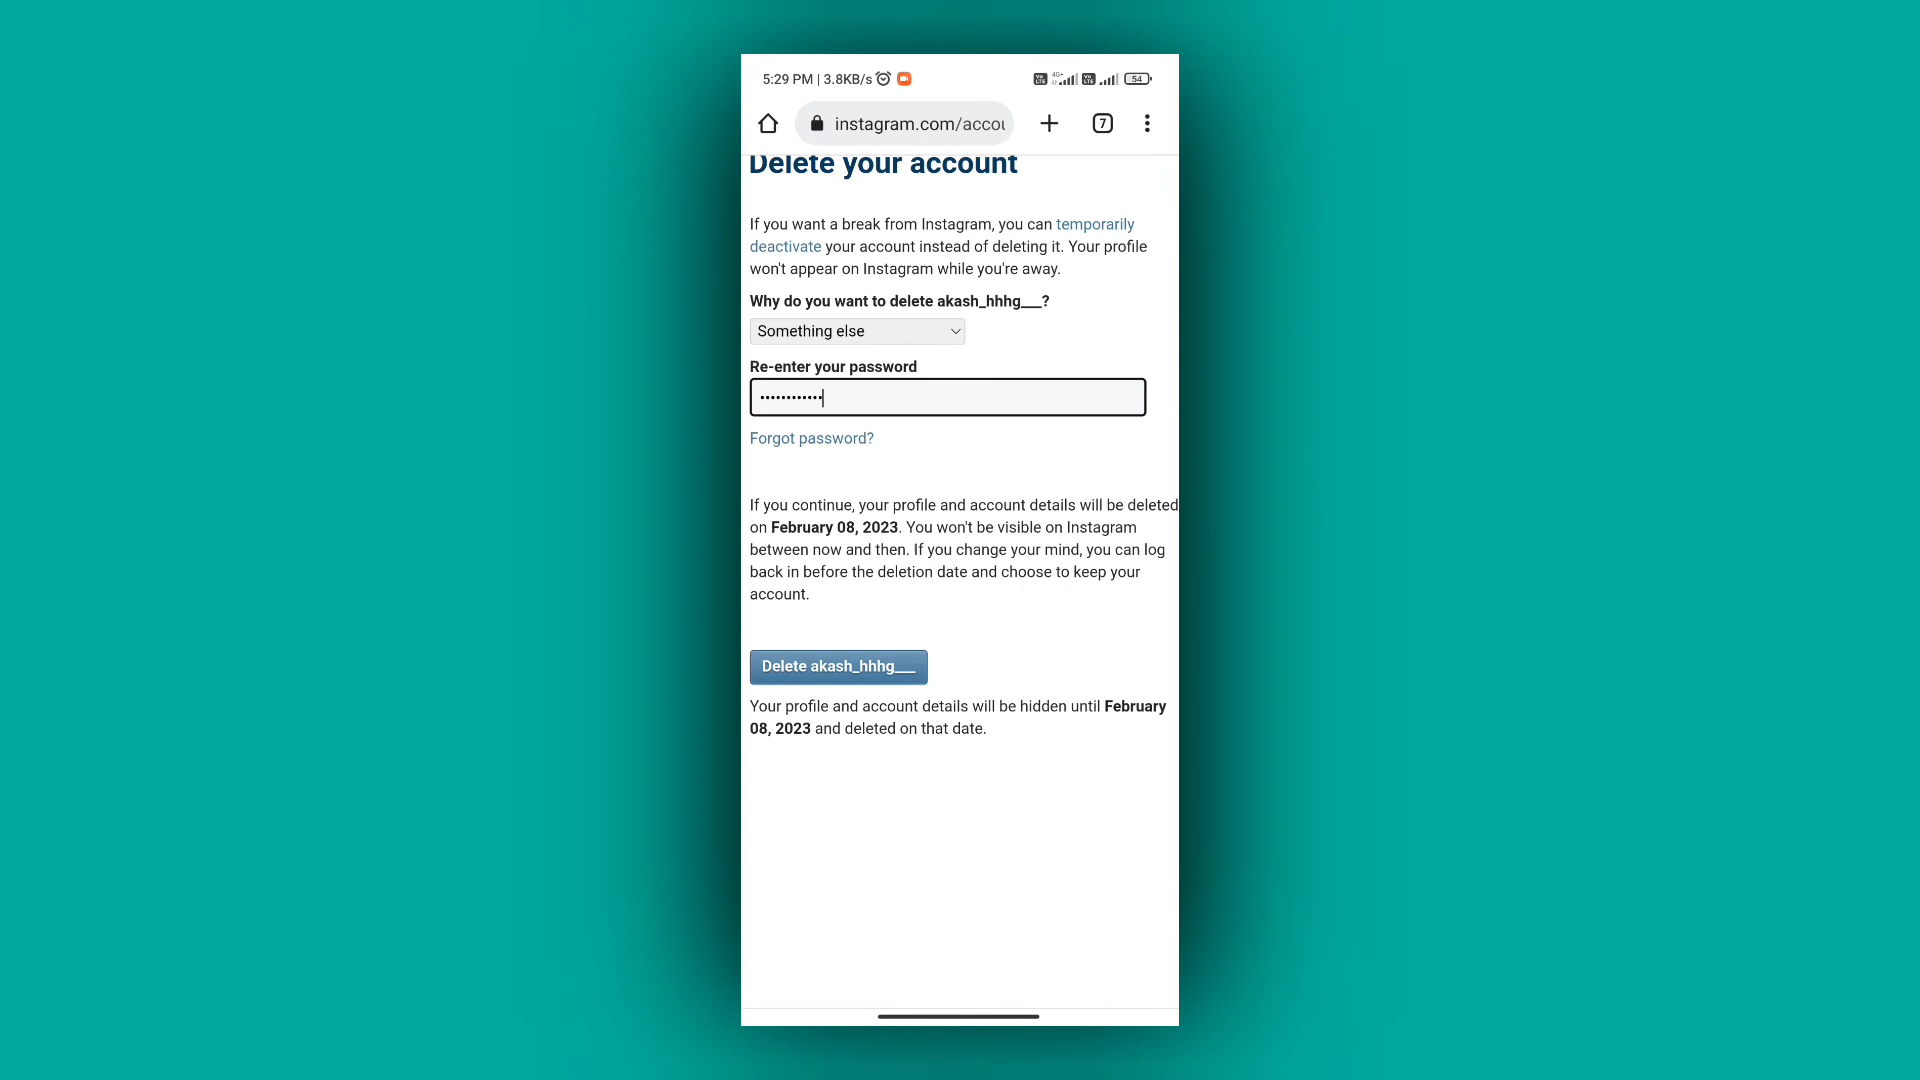 5:29 PM | 3.8KB/s
Vo LTE 4G+ Vo LTE 54
instagram.com/accou
7
Delete your account
If you want a break from Instagram, you can temporarily
deactivate your account instead of deleting it. Your profile
won't appear on Instagram while you're away.
Why do you want to delete akash_hhhg___?
Something else
Re-enter your password
••••••••••••
Forgot password?
If you continue, your profile and account details will be deleted
on February 08, 2023. You won't be visible on Instagram
between now and then. If you change your mind, you can log
back in before the deletion date and choose to keep your
account.
Delete akash_hhhg___
Your profile and account details will be hidden until February
08, 2023 and deleted on that date.